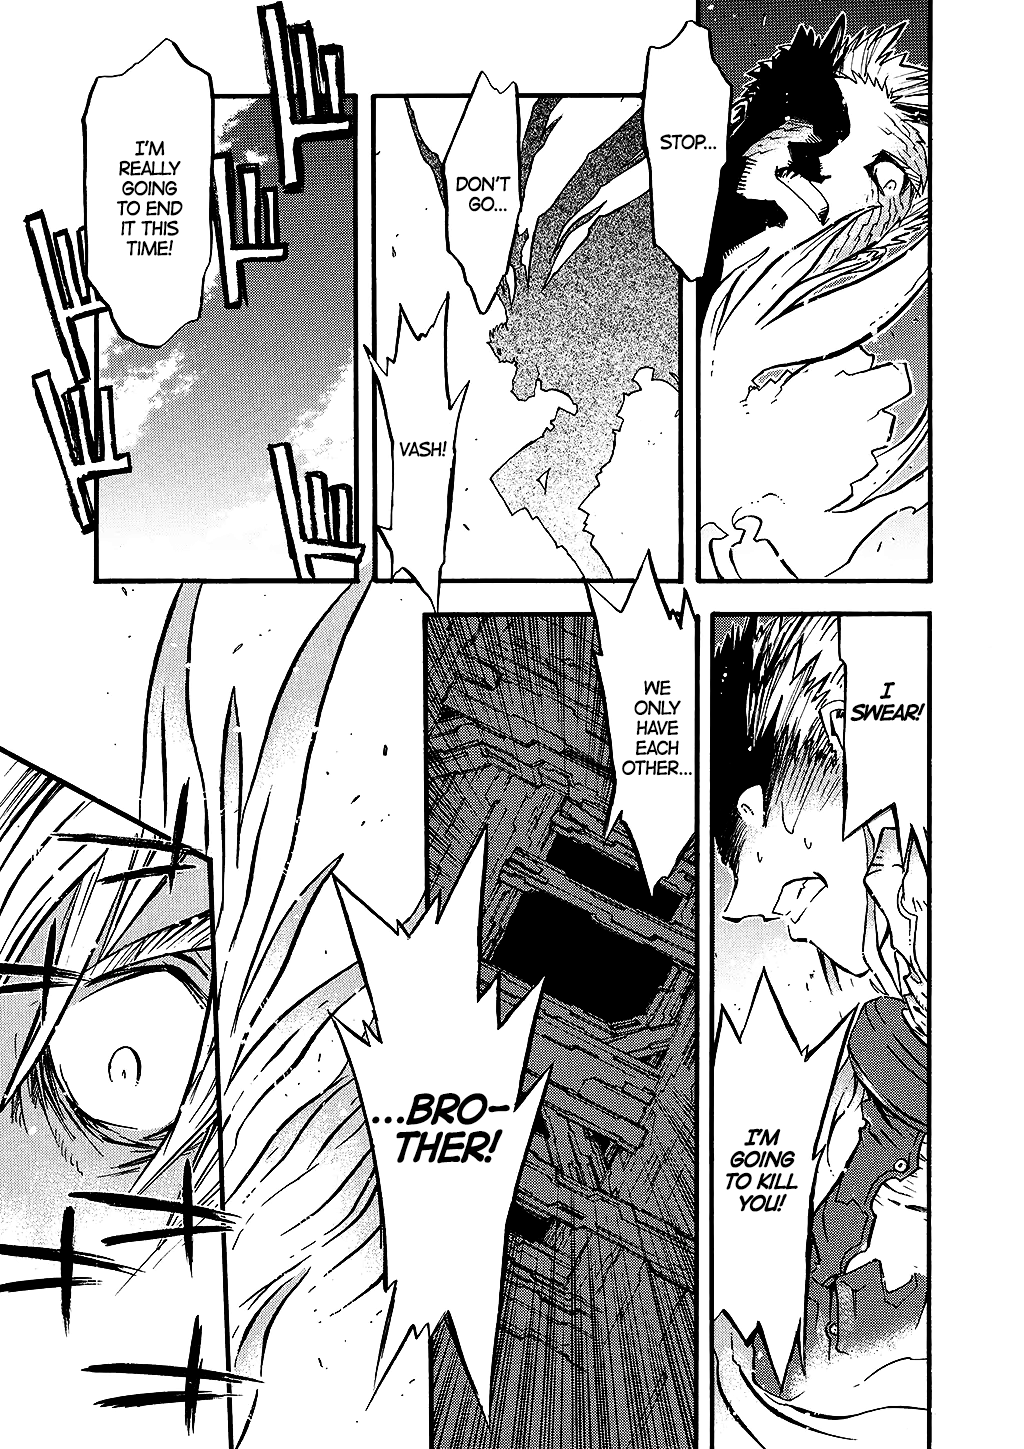 STOP...
DON'T
GO...
VASH!
I'M
REALLY
GOING
TO END
IT THIS
TIME!
I
SWEAR!
I'M
GOING
TO KILL
YOU!
WE
ONLY
HAVE
EACH
OTHER...
...BRO-
THER!